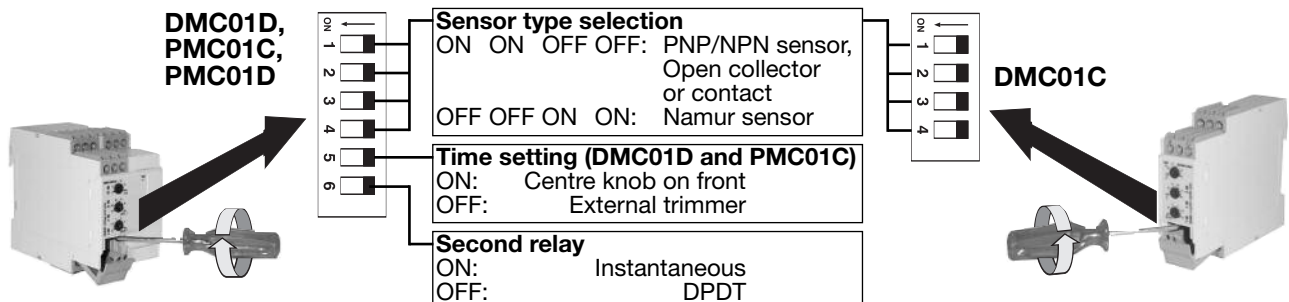 DMC01D,
PMC01C,
PMC01D
ON
1
2
3
4
5
6
Sensor type selection
ON ON OFF OFF: PNP/NPN sensor,
Open collector
or contact
OFF OFF ON ON: Namur sensor
Time setting (DMC01D and PMC01C)
ON: Centre knob on front
OFF: External trimmer
Second relay
ON: Instantaneous
OFF: DPDT
ON
1
2
3
4
DMC01C